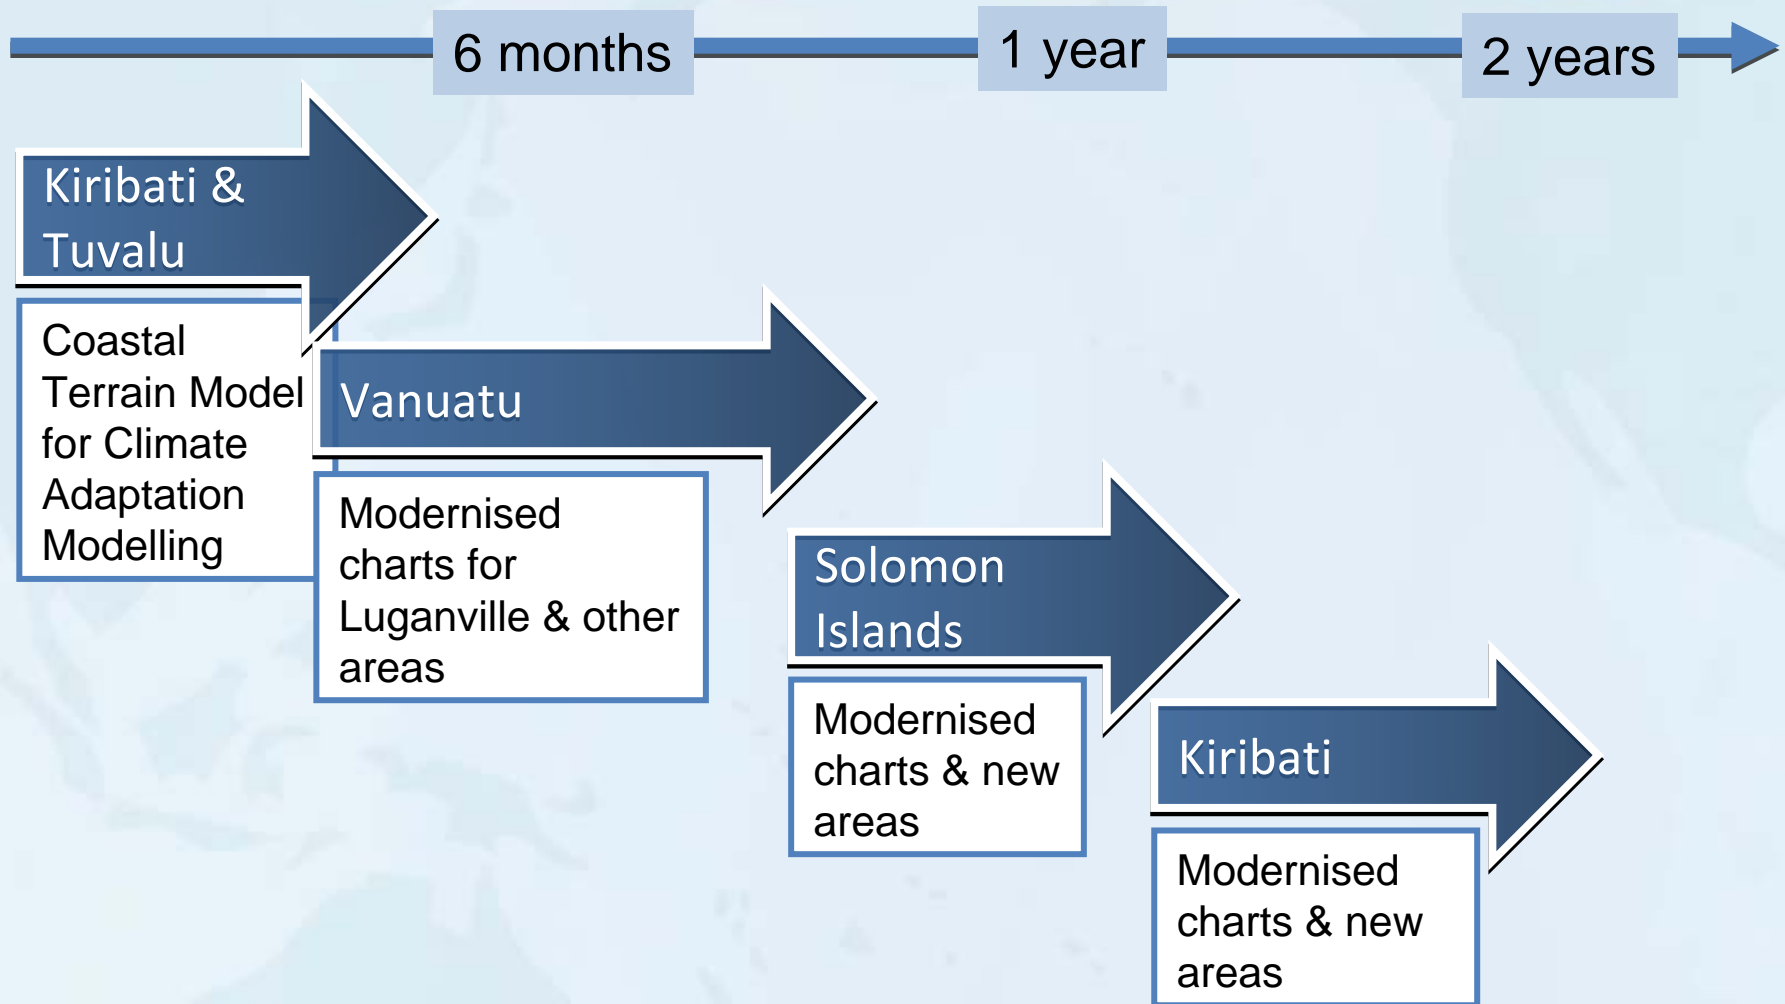 6 months
1 year
2 years
Kiribati &
Tuvalu
Coastal
Terrain Model
for Climate
Adaptation
Modelling
Vanuatu
Modernised
charts for
Luganville & other
areas
Solomon
Islands
Modernised
charts & new
areas
Kiribati
Modernised
charts & new
areas